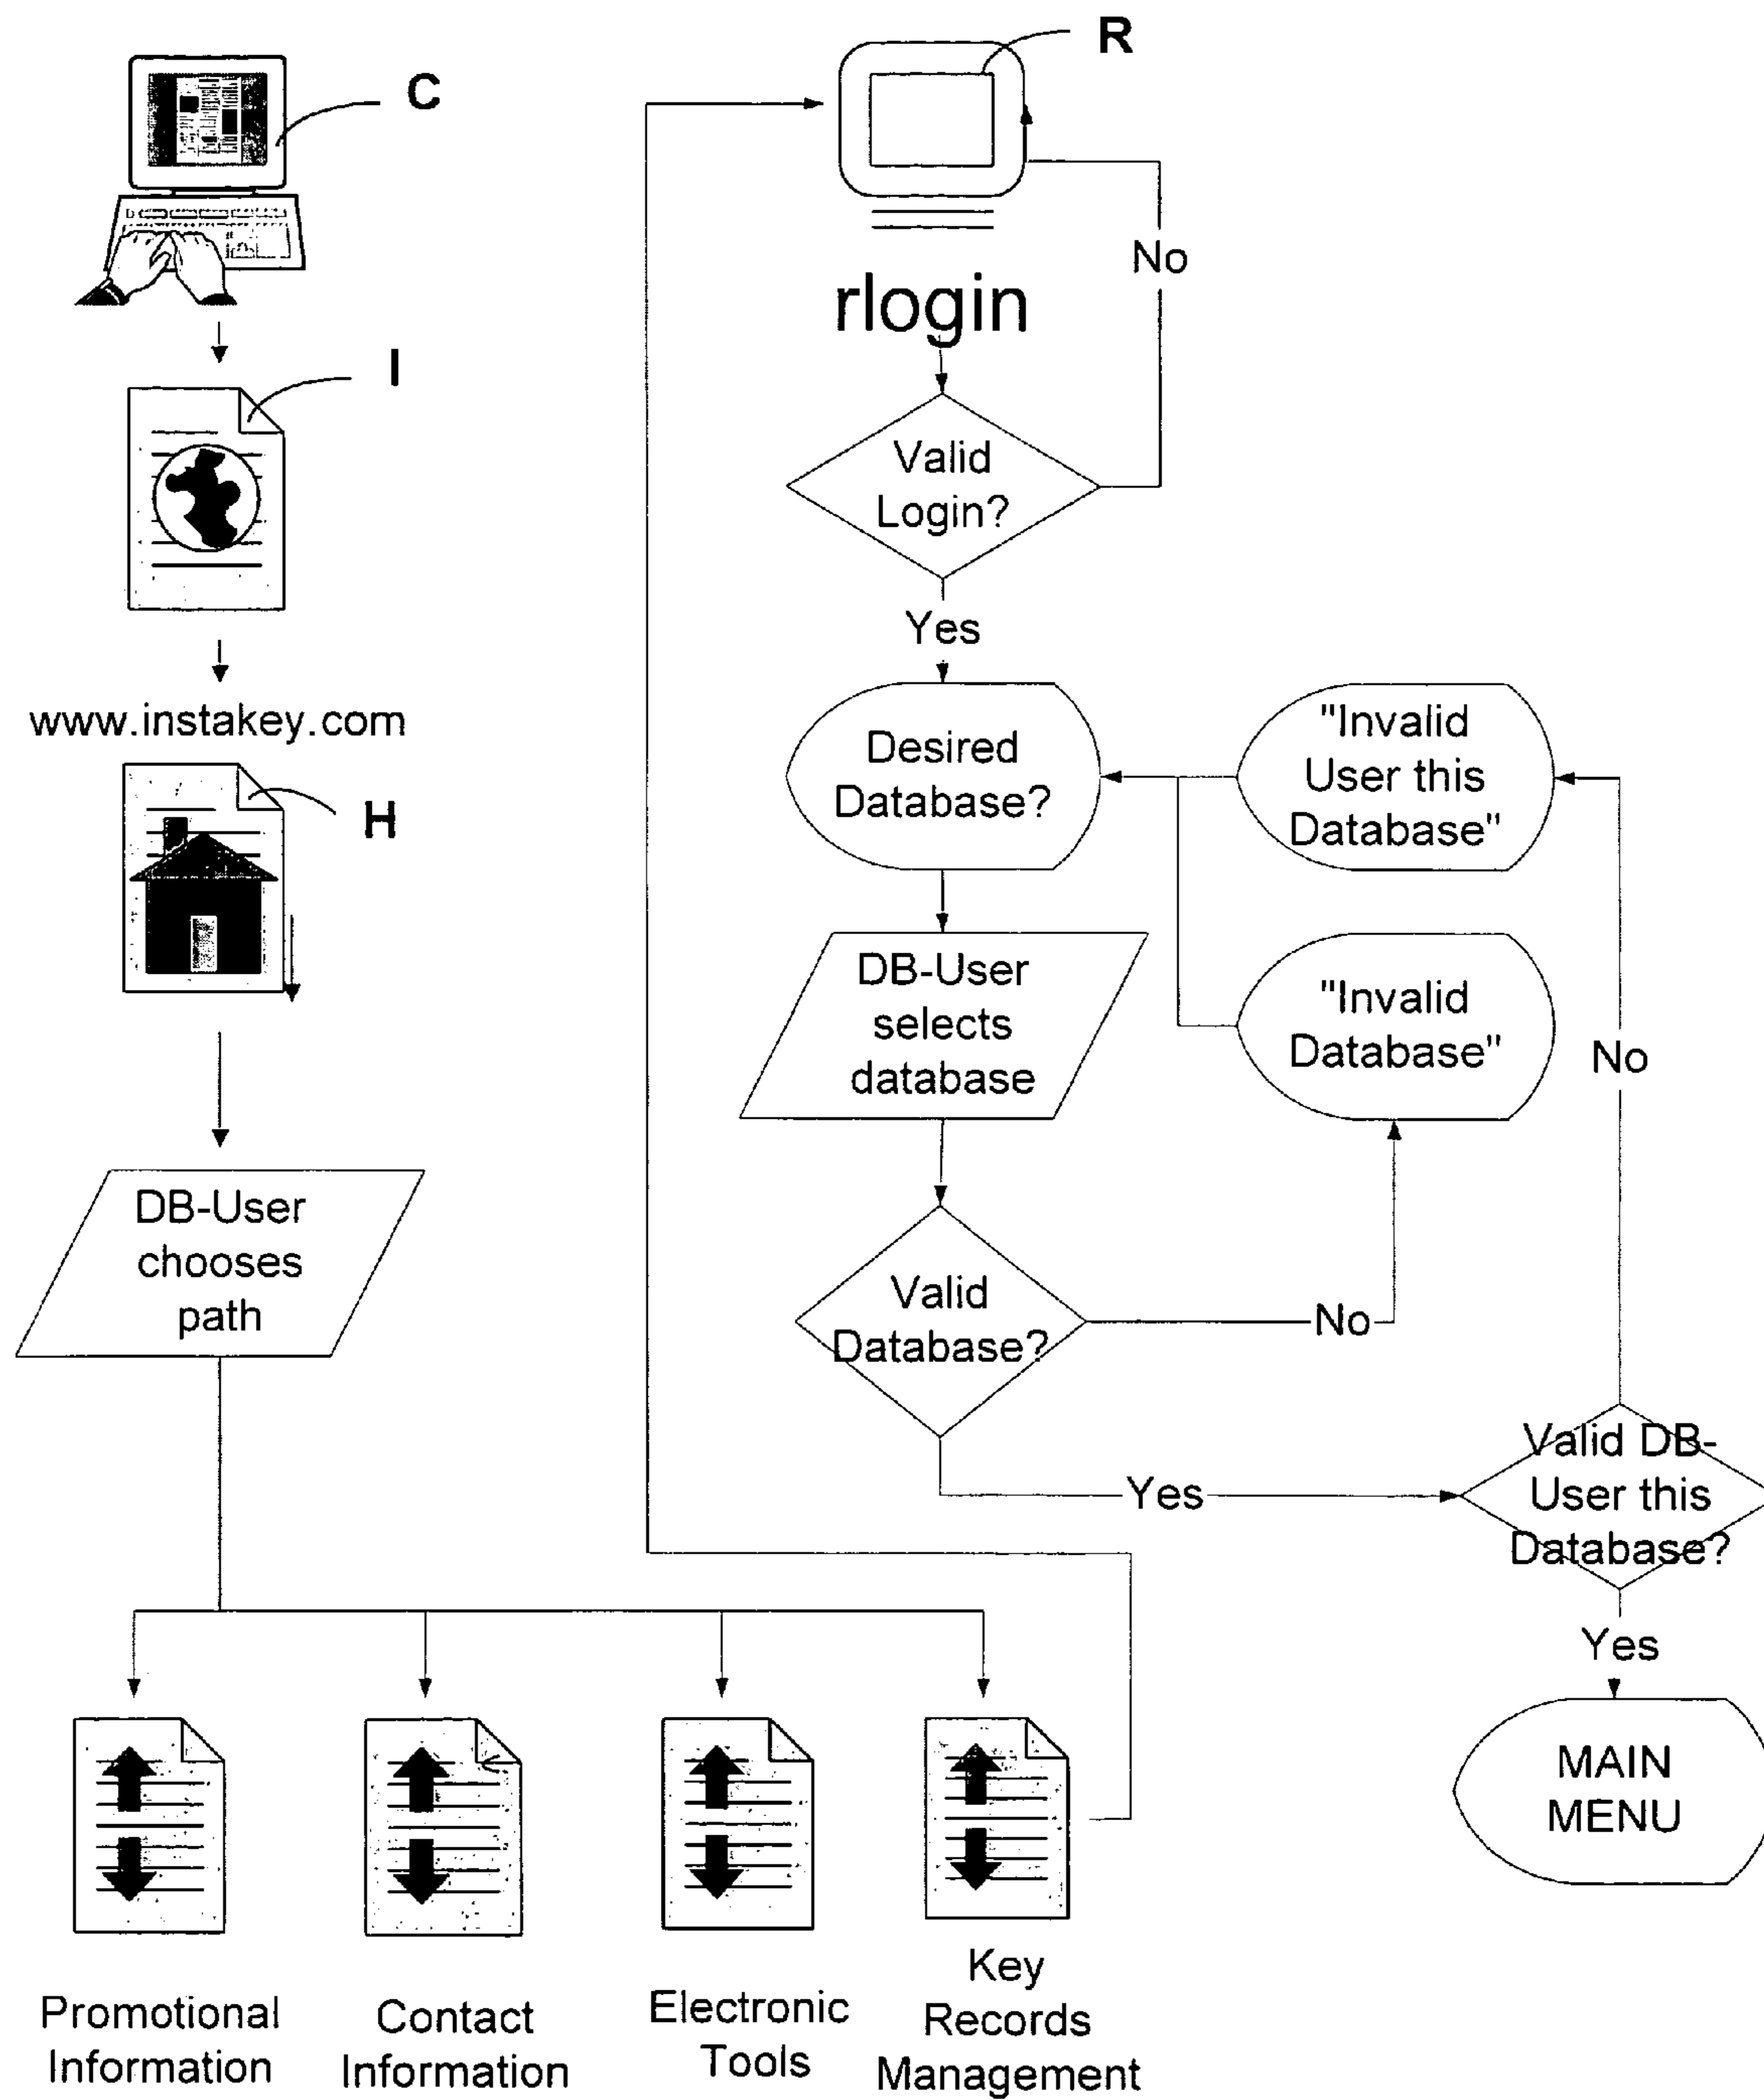 C
I
www.instakey.com
H
DB-User
chooses
path
Promotional
Information
Contact
Information
Electronic
Tools
Key
Records
Management
R
rlogin
No
Valid
Login?
Yes
Desired
Database?
"Invalid
User this
Database"
DB-User
selects
database
"Invalid
Database"
No
Valid
Database?
No
Yes
Valid DB-
User this
Database?
Yes
MAIN
MENU